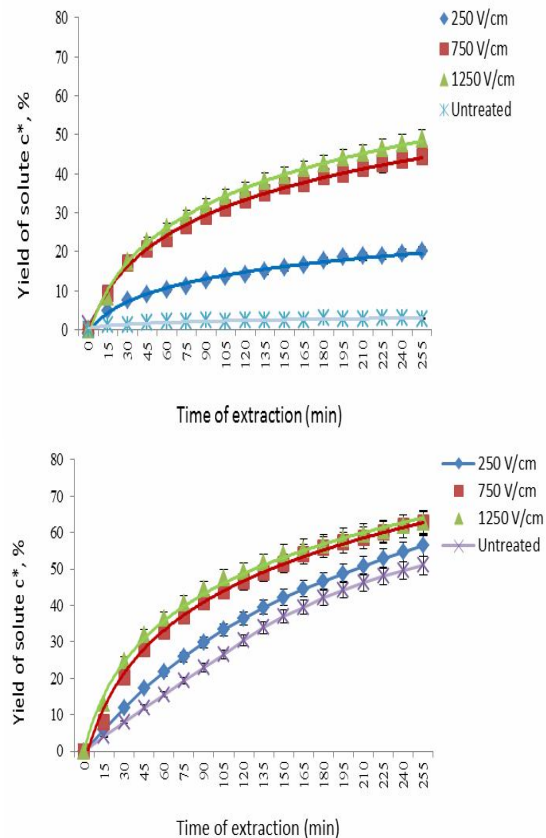 80
70
60
50
40
30
20
10
0
Yield of solute c*, %
0 15 30 45 60 75 90 105 120 135 150 165 180 195 210 225 240 255
Time of extraction (min)
250 V/cm
750 V/cm
1250 V/cm
Untreated
80
70
60
50
40
30
20
10
0
Yield of solute c*, %
0 15 30 45 60 75 90 105 120 135 150 165 180 195 210 225 240 255
Time of extraction (min)
250 V/cm
750 V/cm
1250 V/cm
Untreated